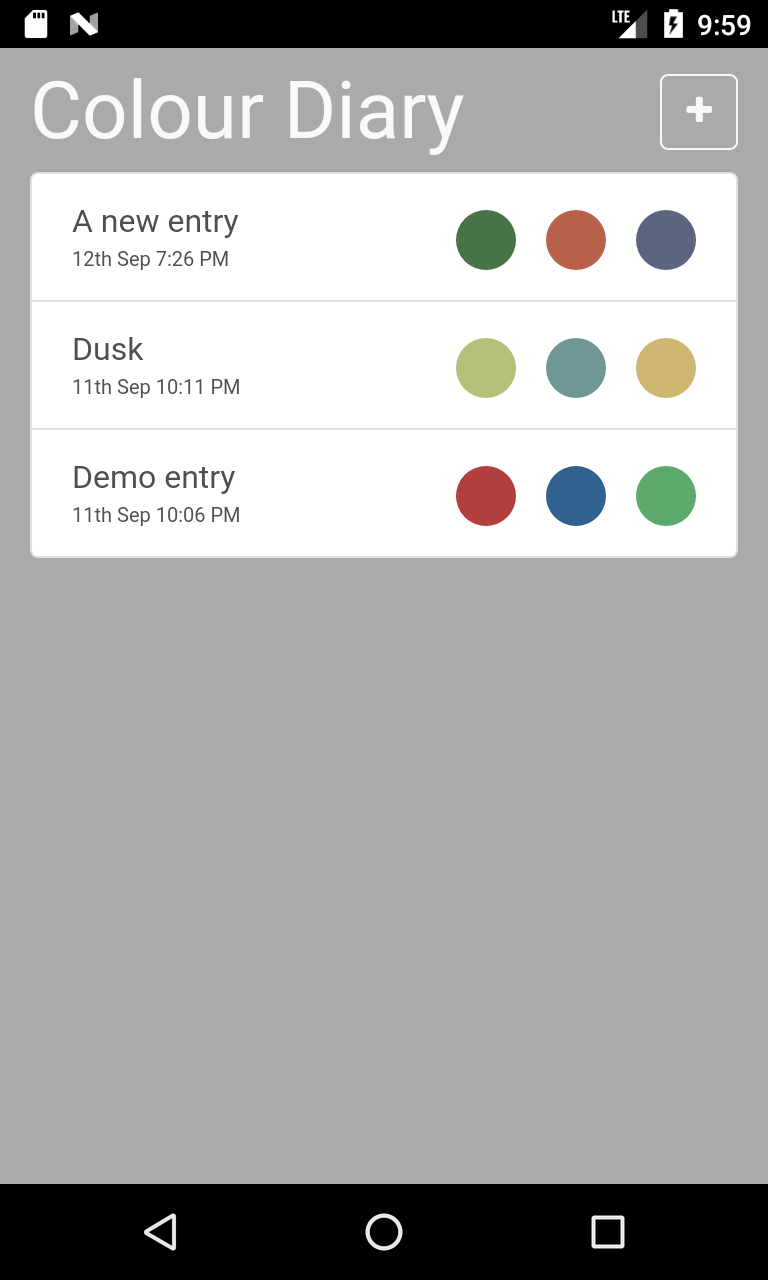 LTE 9:59
Colour Diary
A new entry
12th Sep 7:26 PM
Dusk
11th Sep 10:11 PM
Demo entry
11th Sep 10:06 PM